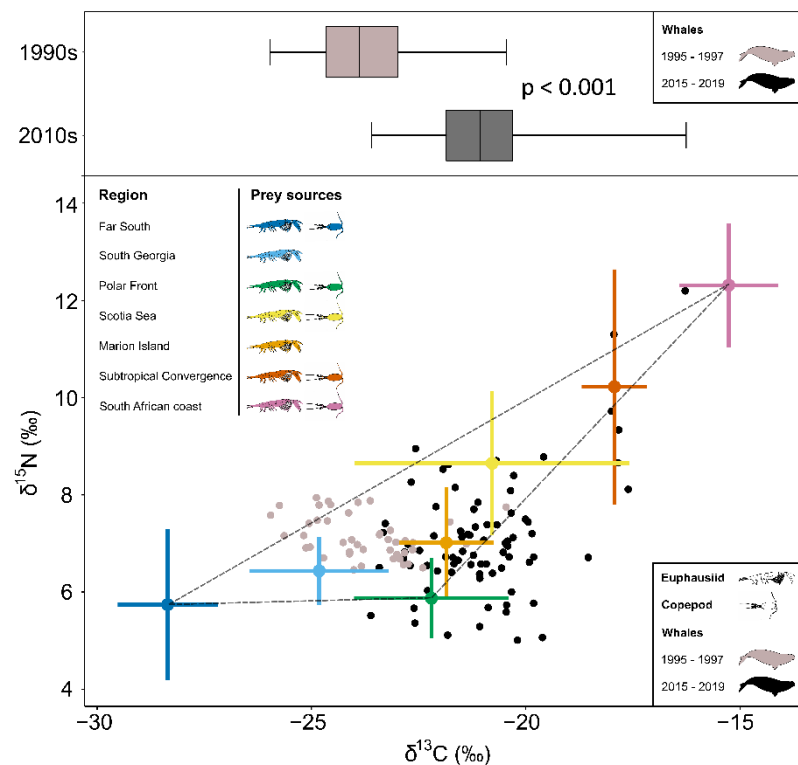 1990s
2010s
p < 0.001
Whales
1995 - 1997
2015 - 2019
Region Prey sources
Far South
South Georgia
Polar Front
Scotia Sea
Marion Island
Subtropical Convergence
South African coast
14
12
10
8
6
4
δ15N (‰)
Euphausiid
Copepod
Whales
1995 - 1997
2015 - 2019
−30 −25 −20 −15
δ13C (‰)